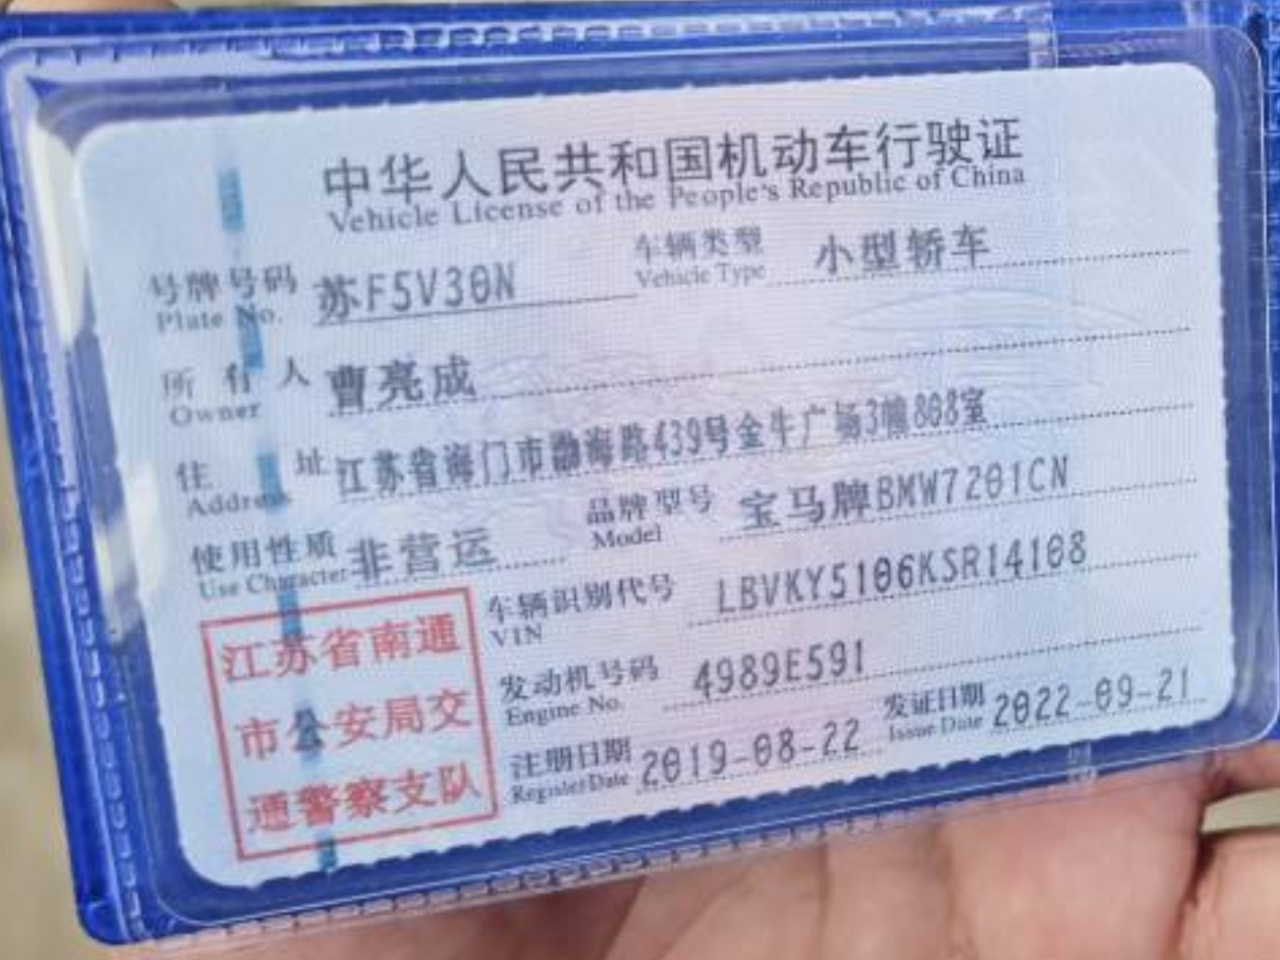 中华人民共和国机动车行驶证
Vehicle License of the People's Republic of China
号牌号码 苏F5V30N 车辆类型 小型轿车
Plate No. Vehicle Type
所有人 曹亮成
Owner
住址 江苏省海门市渤海路439号金牛广场3幢808室
Address
使用性质 非营运 品牌型号 宝马牌BMW7201CN
Use Character Model
车辆识别代号 LBVKY5106KSR14108
VIN
发动机号码 4989E591
Engine No.
注册日期 2019-08-22 发证日期 2022-09-21
Register Date Issue Date
江苏省南通
市公安局交
通警察支队